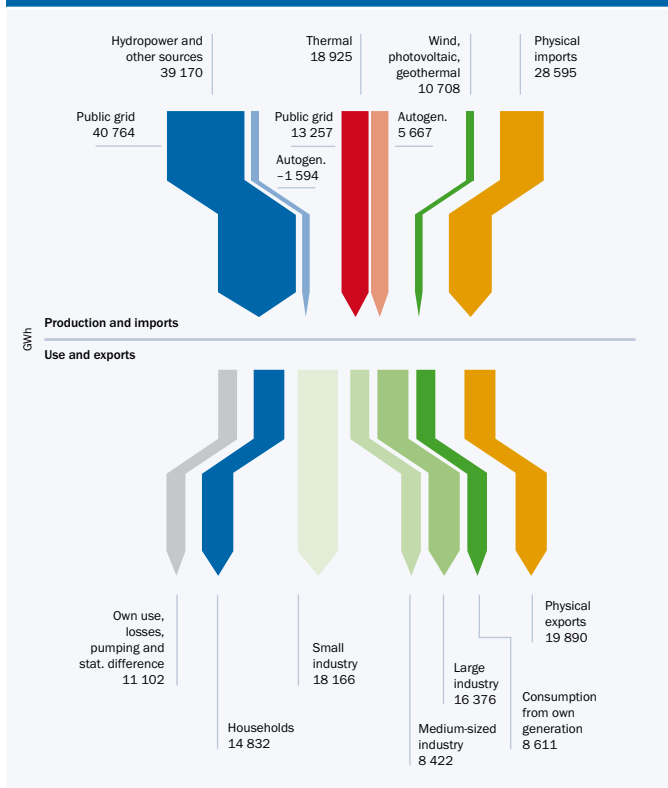 Hydropower and
other sources
39 170
Thermal
18 925
Wind,
photovoltaic,
geothermal
10 708
Physical
imports
28 595
Public grid
40 764
Public grid
13 257
Autogen.
5 667
Autogen.
–1 594
GWh
Production and imports
Use and exports
Own use,
losses,
pumping and
stat. difference
11 102
Households
14 832
Small
industry
18 166
Medium-sized
industry
8 422
Large
industry
16 376
Consumption
from own
generation
8 611
Physical
exports
19 890